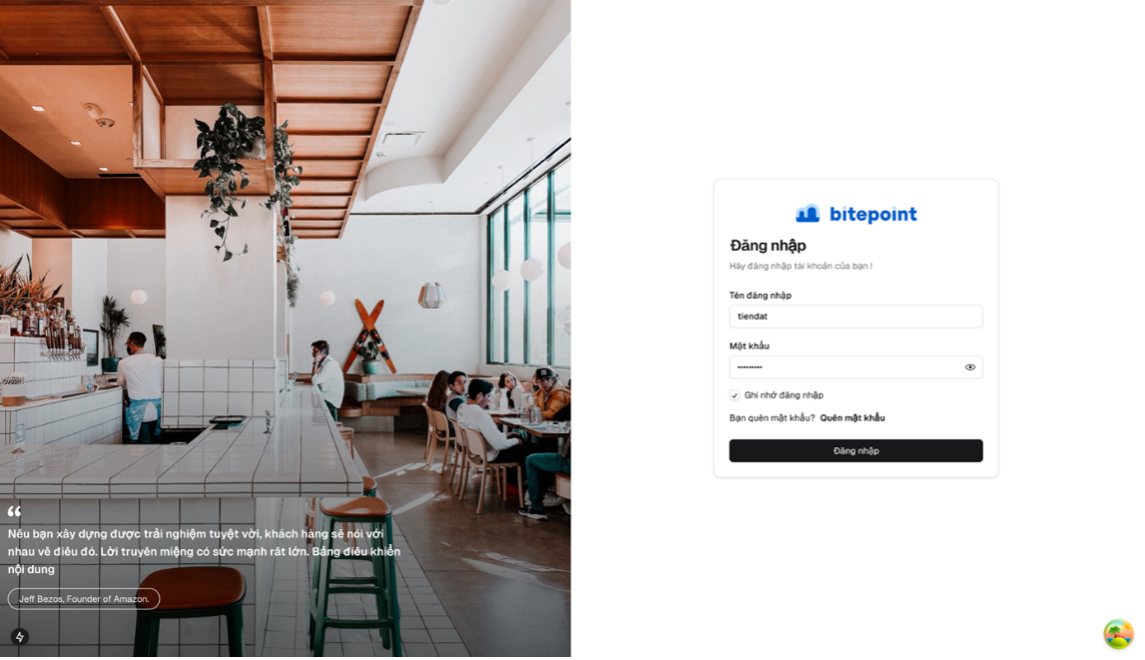 bitepoint
Đăng nhập
Hãy đăng nhập tài khoản của bạn !
Tên đăng nhập
tiendat
Mật khẩu
Ghi nhớ đăng nhập
Bạn quên mật khẩu? Quên mật khẩu
Đăng nhập
“
Nếu bạn xây dựng được trải nghiệm tuyệt vời, khách hàng sẽ nói với
nhau về điều đó. Lời truyền miệng có sức mạnh rất lớn. Bảng điều khiển
nội dung
Jeff Bezos, Founder of Amazon.